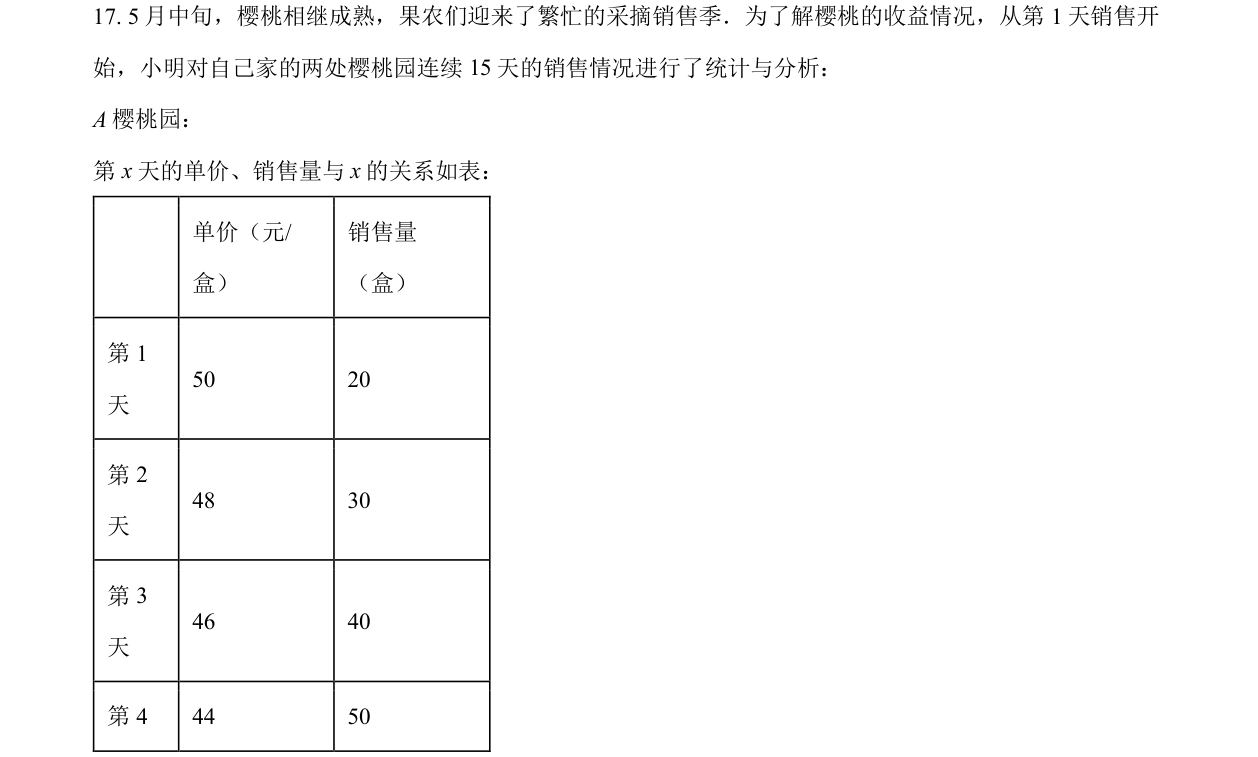 17. 5 月中旬，樱桃相继成熟，果农们迎来了繁忙的采摘销售季．为了解樱桃的收益情况，从第 1 天销售开
始，小明对自己家的两处樱桃园连续 15 天的销售情况进行了统计与分析：
A 樱桃园：
第 x 天的单价、销售量与 x 的关系如表：
单价（元/
盒）
销售量
（盒）
第 1
天
50
20
第 2
天
48
30
第 3
天
46
40
第 4
44
50